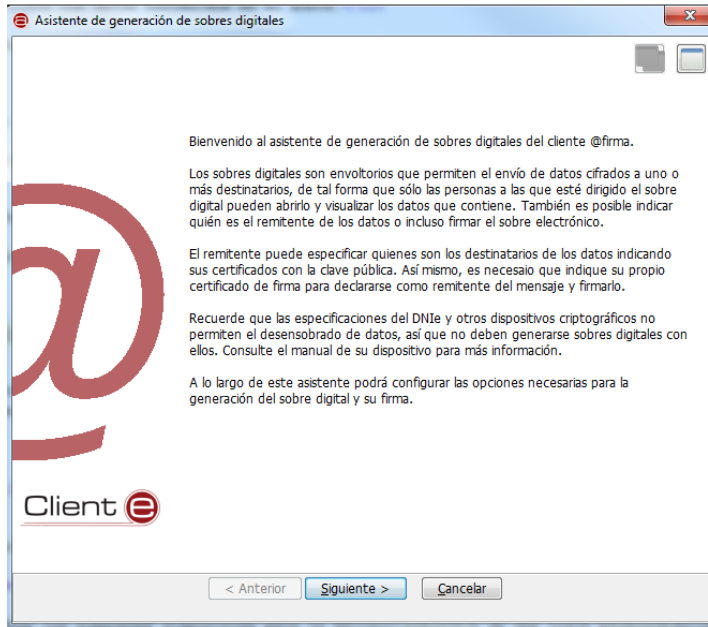 Asistente de generación de sobres digitales
Bienvenido al asistente de generación de sobres digitales del cliente @firma.
Los sobres digitales son envoltorios que permiten el envío de datos cifrados a uno o
más destinatarios, de tal forma que sólo las personas a las que esté dirigido el sobre
digital pueden abrirlo y visualizar los datos que contiene. También es posible indicar
quién es el remitente de los datos o incluso firmar el sobre electrónico.
El remitente puede especificar quienes son los destinatarios de los datos indicando
sus certificados con la clave pública. Así mismo, es necesaio que indique su propio
certificado de firma para declararse como remitente del mensaje y firmarlo.
Recuerde que las especificaciones del DNIe y otros dispositivos criptográficos no
permiten el desensobrado de datos, así que no deben generarse sobres digitales con
ellos. Consulte el manual de su dispositivo para más información.
A lo largo de este asistente podrá configurar las opciones necesarias para la
generación del sobre digital y su firma.
@
Client e
< Anterior Siguiente > Cancelar